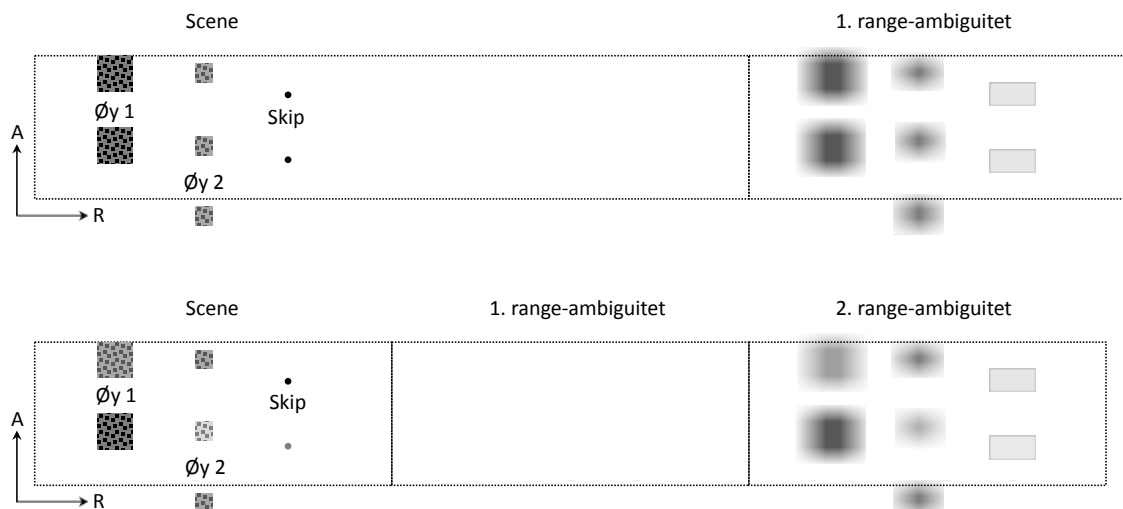 Scene 1. range-ambiguitet
Øy 1
Skip
A
Øy 2
R
Scene 1. range-ambiguitet 2. range-ambiguitet
Øy 1
Skip
A
Øy 2
R